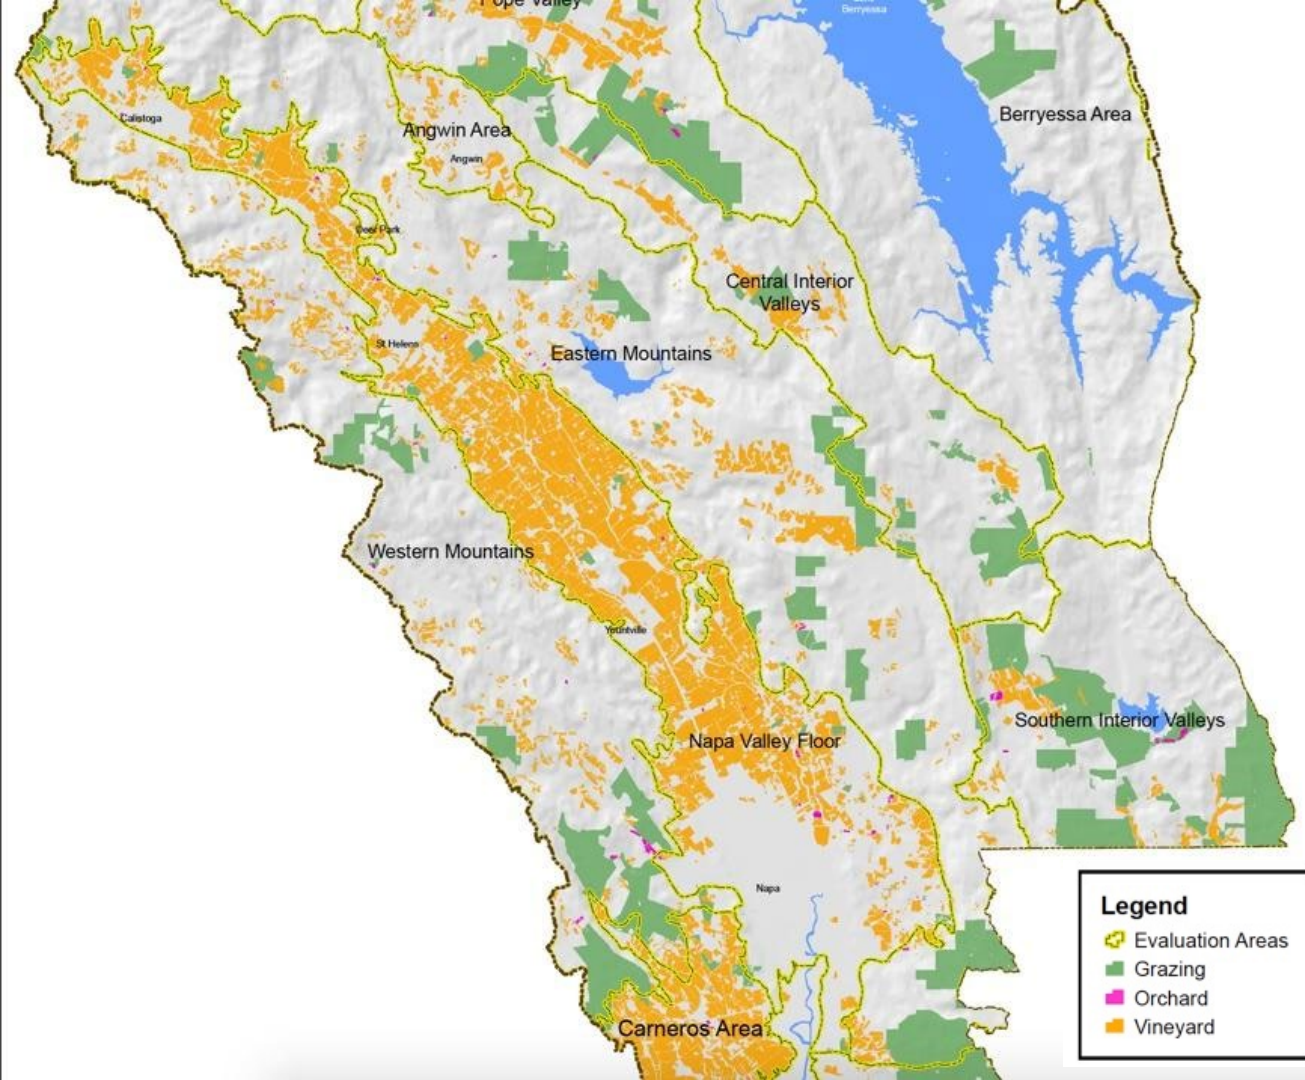 Pope Valley
Berryessa
Berryessa Area
Calistoga
Angwin Area
Angwin
Deer Park
Central Interior
Valleys
St Helena
Eastern Mountains
Western Mountains
Yountville
Southern Interior Valleys
Napa Valley Floor
Napa
Carneros Area
Legend
Evaluation Areas
Grazing
Orchard
Vineyard